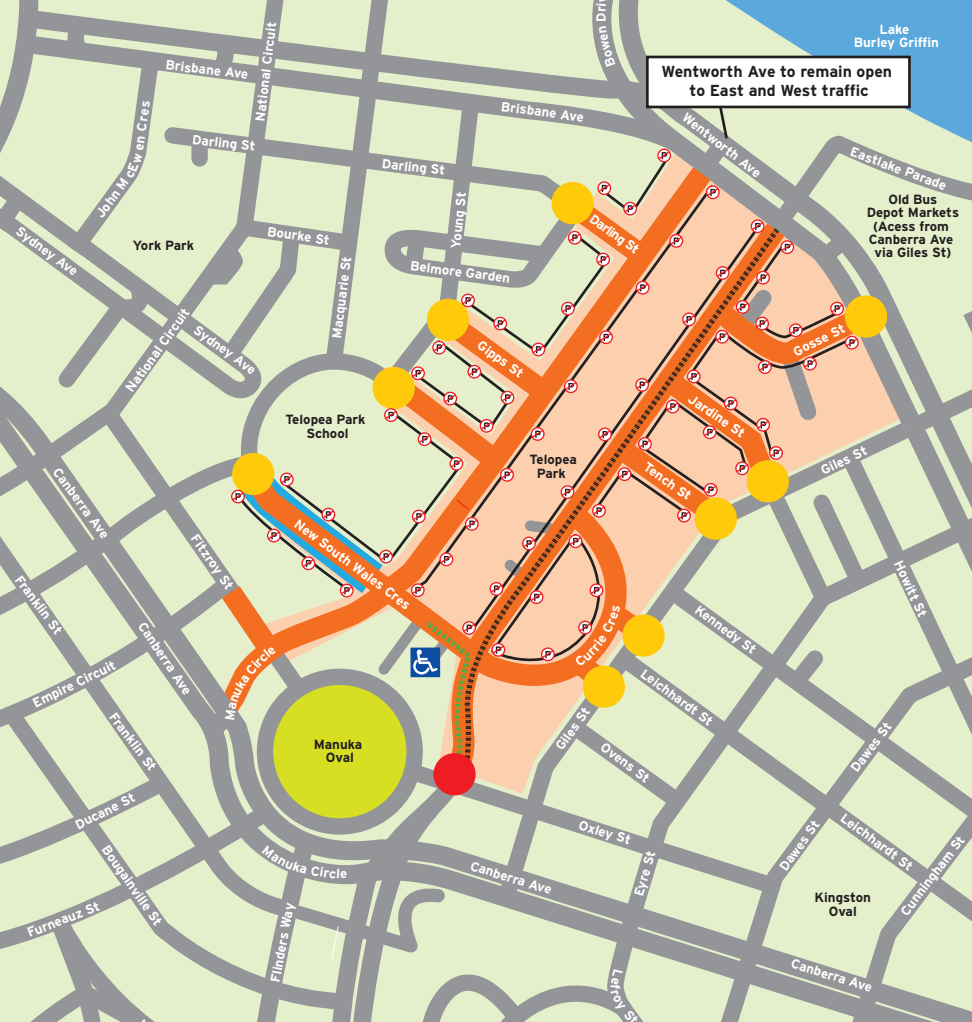 Lake
Burley Griffin
Bowen Dri
Wentworth Ave to remain open
to East and West traffic
National Circuit
Brisbane Ave
Brisbane Ave
Wentworth Ave
John McEwen Cres
Darling St
Darling St
Eastlake Parade
Old Bus
Depot Markets
(Acess from
Canberra Ave
via Giles St)
P
Young St
Darling St
Sydney Ave
York Park
Bourke St
Belmore Garden
Macquarie St
National Circuit
Sydney Ave
Gipps St
Gosse St
Telopea Park
School
Jardine St
Telopea
Park
Tench St
Giles St
Canberra Ave
New South Wales Cres
Fitzroy St
Howitt St
Franklin St
Canberra Ave
Currie Cres
Kennedy St
Empire Circuit
Manuka Circle
Leichhardt St
Franklin St
Giles St
Ovens St
Dawes St
Manuka
Oval
Ducane St
Oxley St
Dawes St
Leichhardt St
Bougainville St
Manuka Circle
Canberra Ave
Eyre St
Cunningham St
Kingston
Oval
Furneauz St
Flinders Way
Canberra Ave
Lefroy St